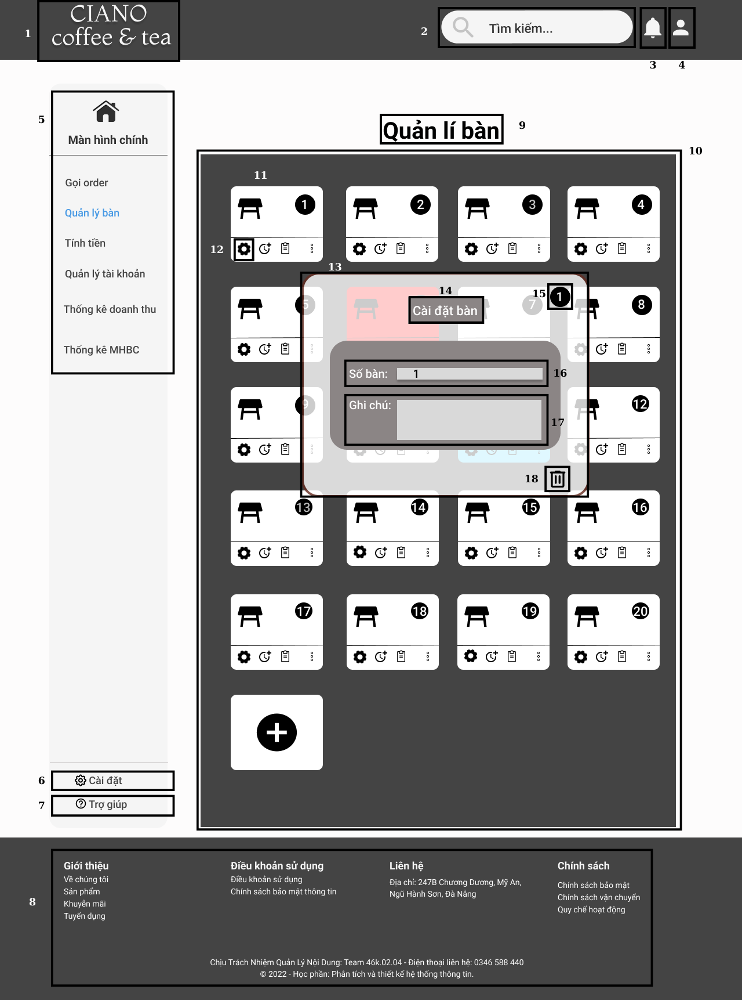 CIANO
coffee & tea
1
2
Tìm kiếm...
3
4
5
Màn hình chính
Gọi order
Quản lý bàn
Tính tiền
Quản lý tài khoản
Thống kê doanh thu
Thống kê MHBC
6
Cài đặt
7
Trợ giúp
Quản lí bàn
9
10
11
1
2
3
4
12
13
14
15
1
Cài đặt bàn
5
7
8
Số bàn: 1
16
Ghi chú:
17
9
12
18
13
14
15
16
17
18
19
20
8
Giới thiệu
Về chúng tôi
Sản phẩm
Khuyến mãi
Tuyển dụng
Điều khoản sử dụng
Điều khoản sử dụng
Chính sách bảo mật thông tin
Liên hệ
Địa chỉ: 247B Chương Dương, Mỹ An,
Ngũ Hành Sơn, Đà Nẵng
Chính sách
Chính sách bảo mật
Chính sách vận chuyển
Quy chế hoạt động
Chịu Trách Nhiệm Quản Lý Nội Dung: Team 46k.02.04 - Điện thoại liên hệ: 0346 588 440
© 2022 - Học phần: Phân tích và thiết kế hệ thống thông tin.